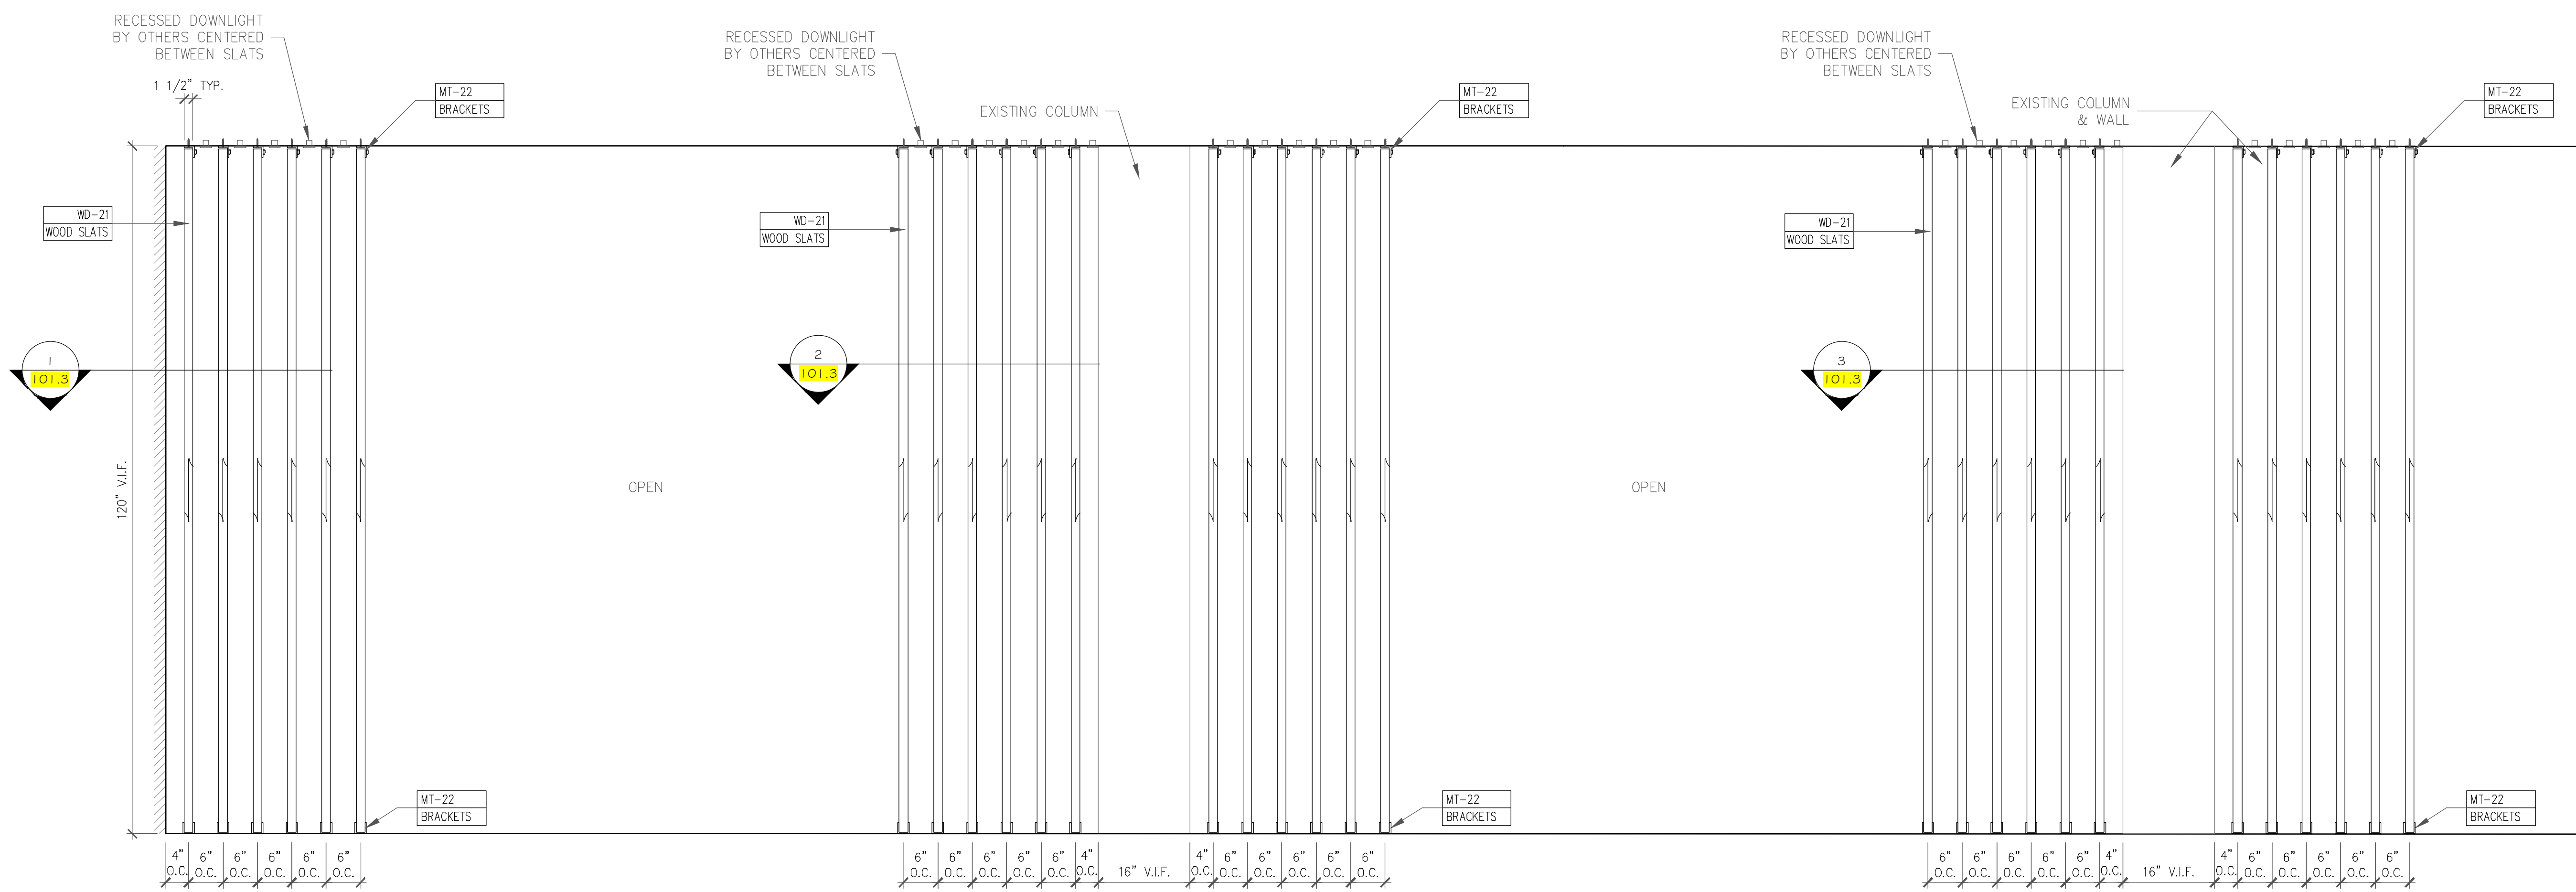 RECESSED DOWNLIGHT
BY OTHERS CENTERED
BETWEEN SLATS
1 1/2" TYP.
MT-22
BRACKETS
RECESSED DOWNLIGHT
BY OTHERS CENTERED
BETWEEN SLATS
EXISTING COLUMN
MT-22
BRACKETS
RECESSED DOWNLIGHT
BY OTHERS CENTERED
BETWEEN SLATS
EXISTING COLUMN
& WALL
MT-22
BRACKETS
WD-21
WOOD SLATS
WD-21
WOOD SLATS
WD-21
WOOD SLATS
1
101.3
2
101.3
3
101.3
120" V.I.F.
OPEN
OPEN
MT-22
BRACKETS
MT-22
BRACKETS
MT-22
BRACKETS
4" 6" 6" 6" 6" 6"
O.C. O.C. O.C. O.C. O.C. O.C.
6" 6" 6" 6" 6" 4"
O.C. O.C. O.C. O.C. O.C. O.C.
16" V.I.F.
4" 6" 6" 6" 6" 6"
O.C. O.C. O.C. O.C. O.C. O.C.
6" 6" 6" 6" 6" 4"
O.C. O.C. O.C. O.C. O.C. O.C.
16" V.I.F.
4" 6" 6" 6" 6" 6"
O.C. O.C. O.C. O.C. O.C. O.C.